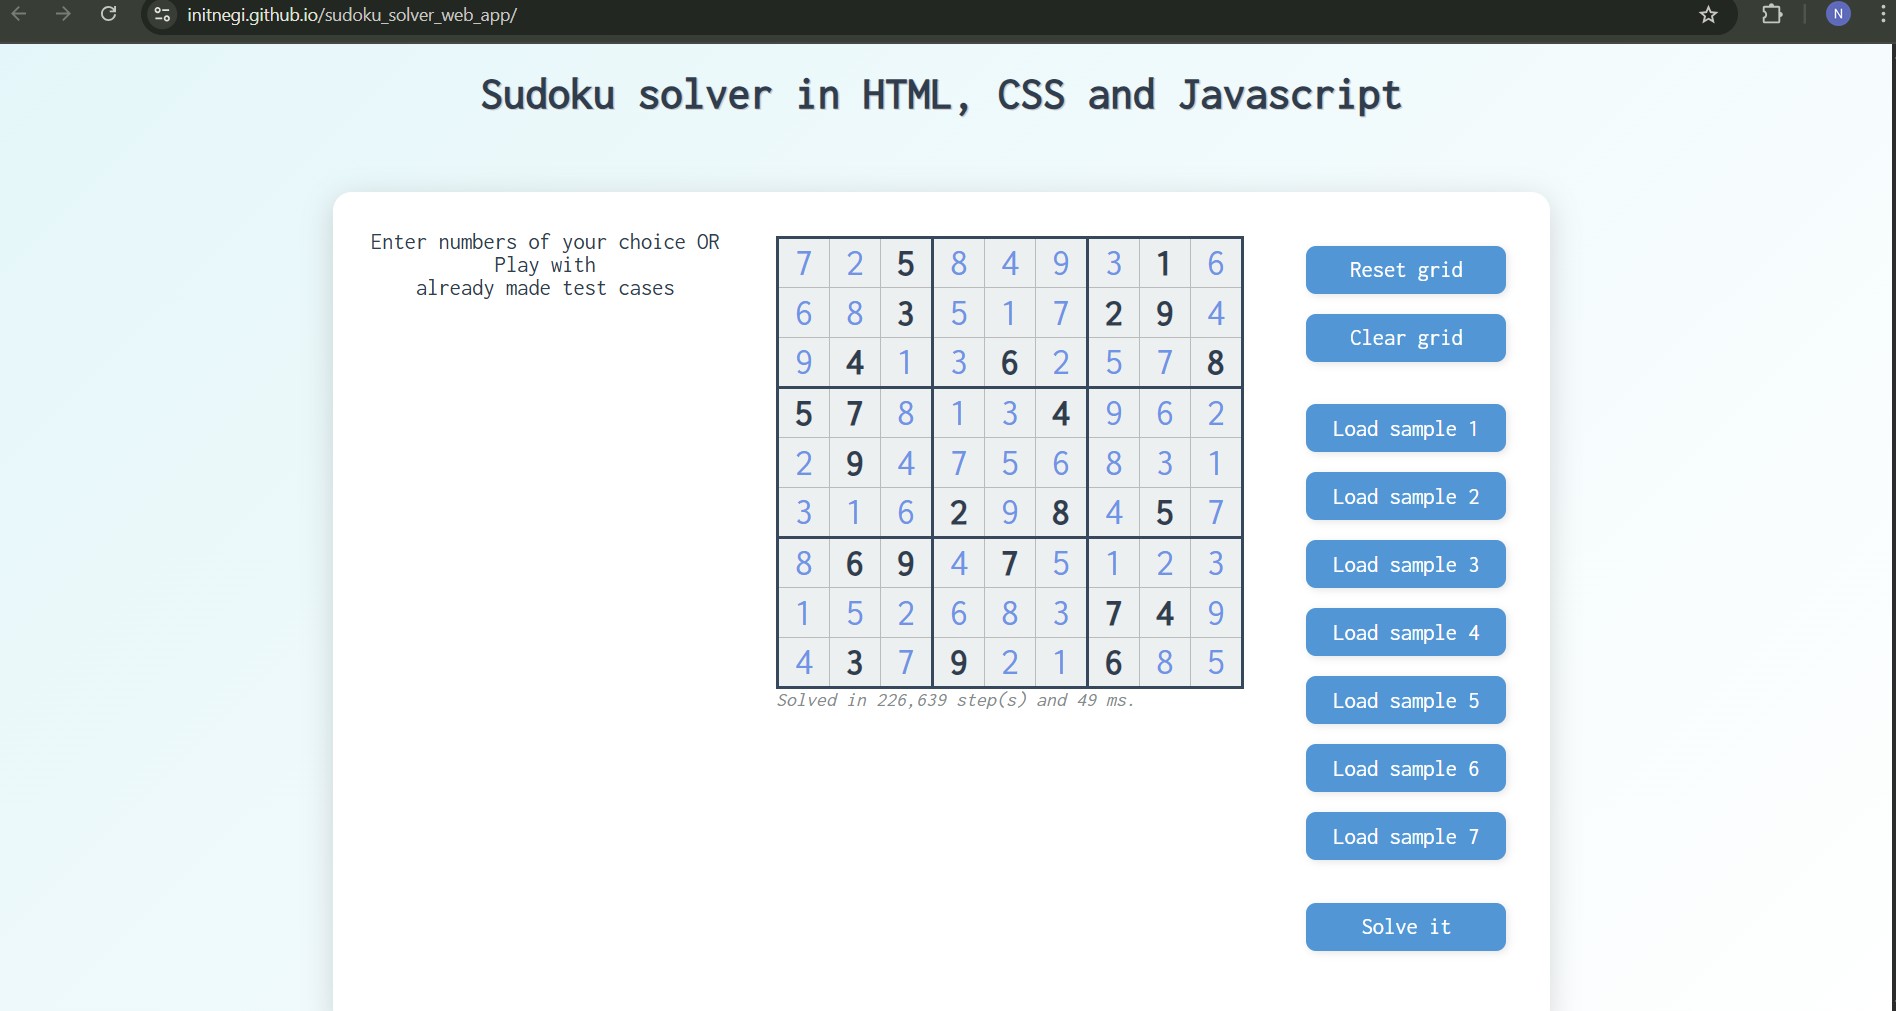 initnegi.github.io/sudoku_solver_web_app/
N
Sudoku solver in HTML, CSS and Javascript
Enter numbers of your choice OR
Play with
already made test cases
7 2 5 8 4 9 3 1 6
6 8 3 5 1 7 2 9 4
9 4 1 3 6 2 5 7 8
5 7 8 1 3 4 9 6 2
2 9 4 7 5 6 8 3 1
3 1 6 2 9 8 4 5 7
8 6 9 4 7 5 1 2 3
1 5 2 6 8 3 7 4 9
4 3 7 9 2 1 6 8 5
Solved in 226,639 step(s) and 49 ms.
Reset grid
Clear grid
Load sample 1
Load sample 2
Load sample 3
Load sample 4
Load sample 5
Load sample 6
Load sample 7
Solve it